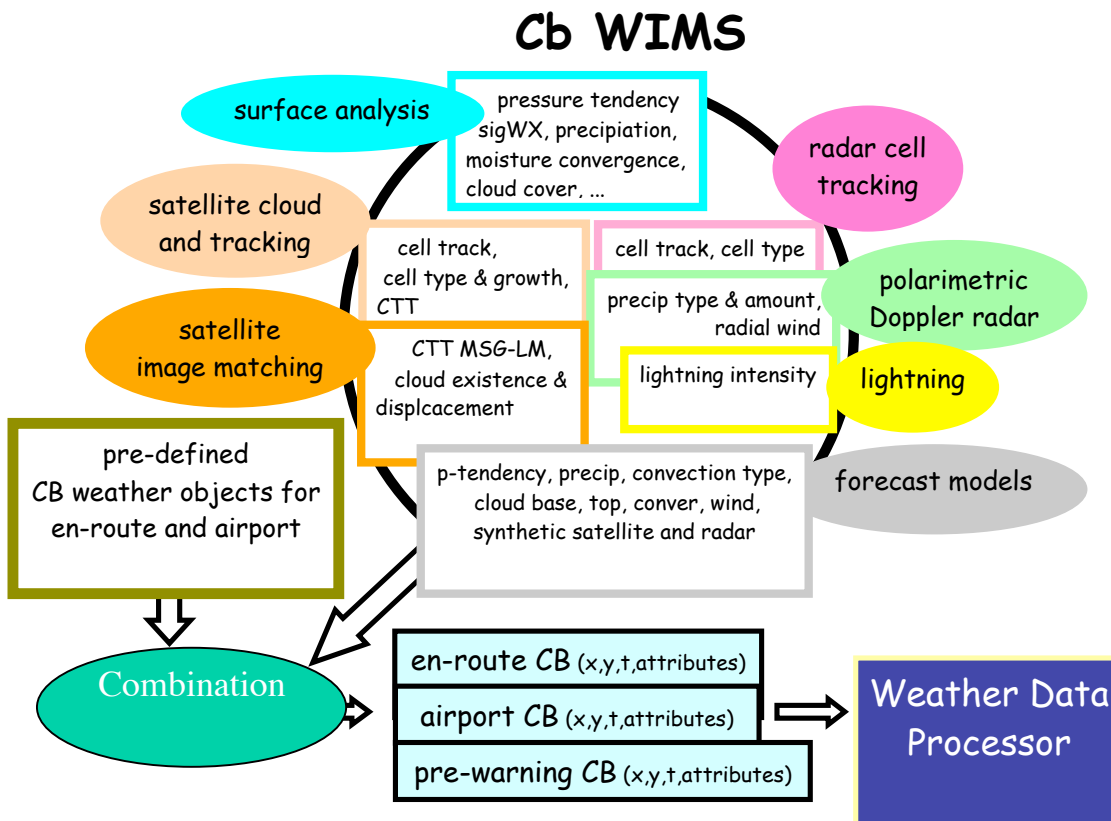 Cb WIMS
surface analysis
pressure tendency
sigWX, precipiation,
moisture convergence,
cloud cover, ...
radar cell
tracking
satellite cloud
and tracking
cell track,
cell type & growth,
CTT
cell track, cell type
precip type & amount,
radial wind
polarimetric
Doppler radar
satellite
image matching
CTT MSG-LM,
cloud existence &
displcacement
lightning intensity
lightning
pre-defined
CB weather objects for
en-route and airport
p-tendency, precip, convection type,
cloud base, top, conver, wind,
synthetic satellite and radar
forecast models
Combination
en-route CB (x,y,t,attributes)
airport CB (x,y,t,attributes)
pre-warning CB (x,y,t,attributes)
Weather Data
Processor